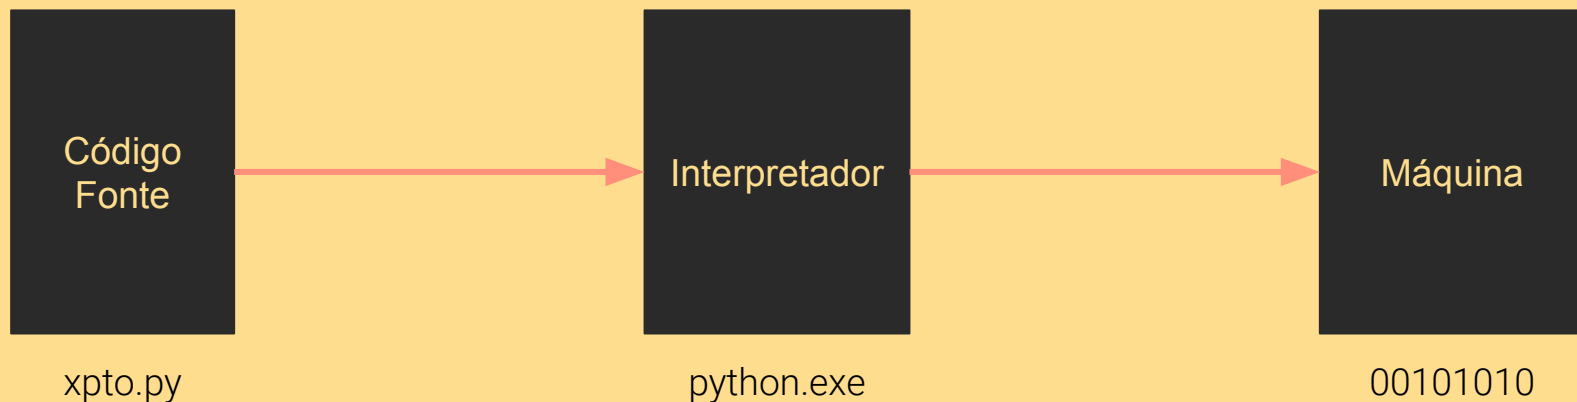 Código
Fonte
Interpretador
Máquina
xpto.py
python.exe
00101010